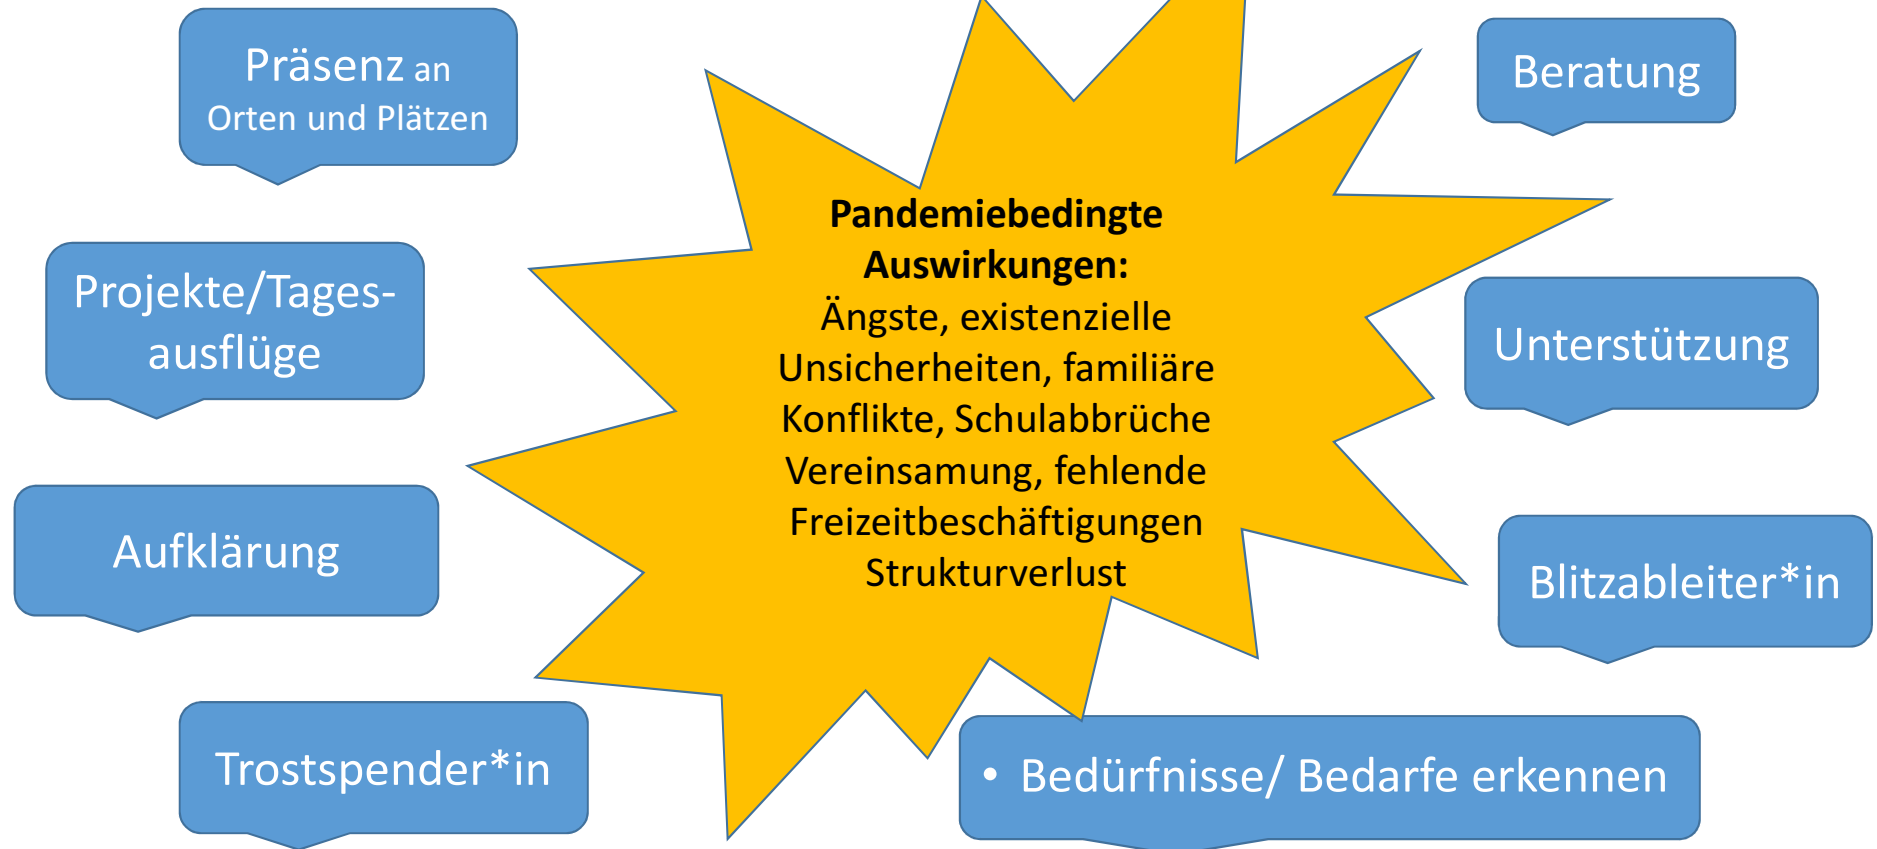 Präsenz an
Orten und Plätzen
Beratung
Pandemiebedingte
Auswirkungen:
Ängste, existenzielle
Unsicherheiten, familiäre
Konflikte, Schulabbrüche
Vereinsamung, fehlende
Freizeitbeschäftigungen
Strukturverlust
Projekte/Tages-
ausflüge
Unterstützung
Aufklärung
Blitzableiter*in
Trostspender*in
• Bedürfnisse/ Bedarfe erkennen